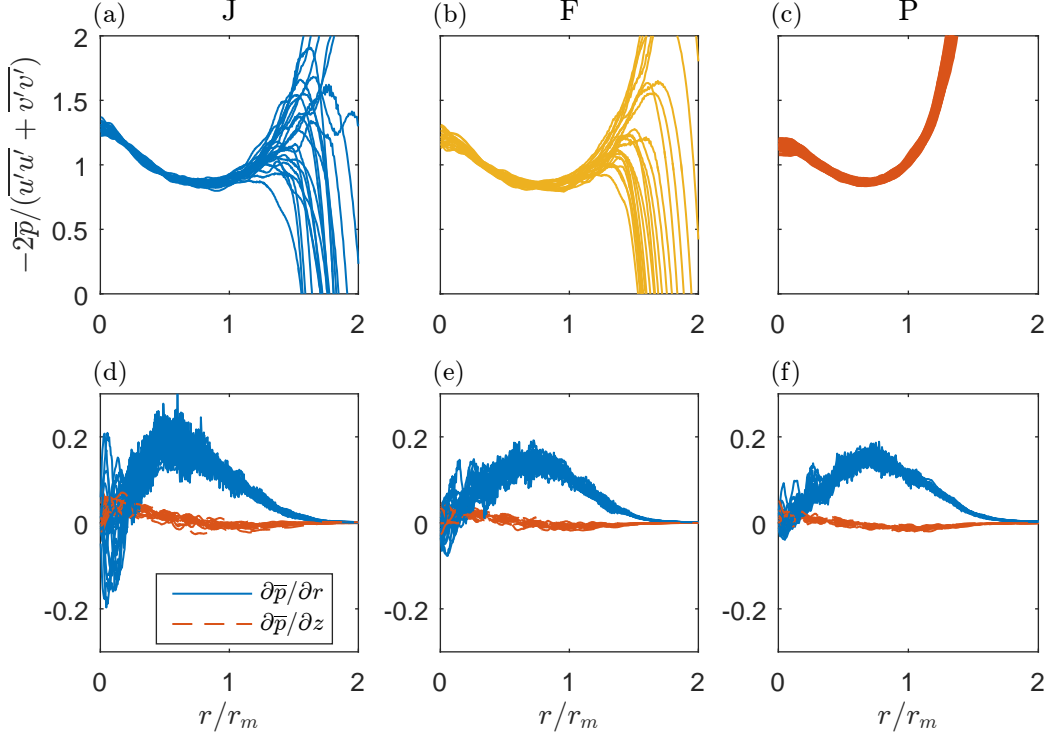 (a) J (b) F (c) P
−2p̅/(u′u′ + v′v′)
2
1.5
1
0.5
0
0 1 2 0 1 2 0 1 2
(d) (e) (f)
0.2 0.2 0.2
0 0 0
-0.2 -0.2 -0.2
∂p̅/∂r
∂p̅/∂z
0 1 2 0 1 2 0 1 2
r/r_m r/r_m r/r_m